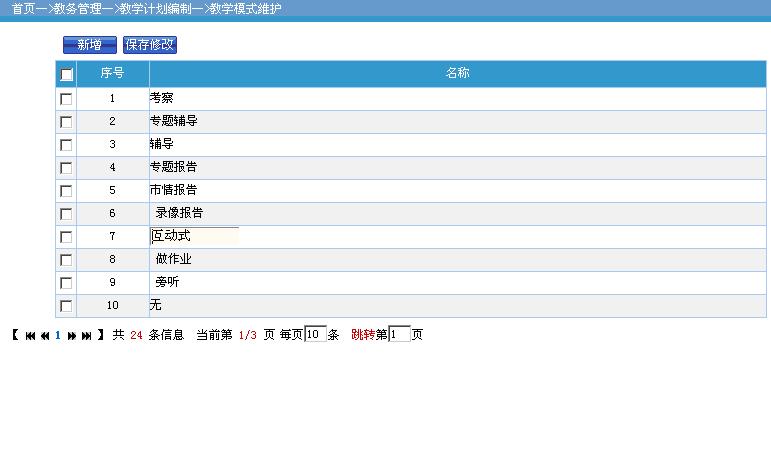 首页—>教务管理—>教学计划编制—>教学模式维护
新增 保存修改
序号 名称
1 考察
2 专题辅导
3 辅导
4 专题报告
5 市情报告
6 录像报告
7 互动式
8 做作业
9 旁听
10 无
【 1 】 共 24 条信息 当前第 1/3 页 每页 10 条 跳转第 1 页